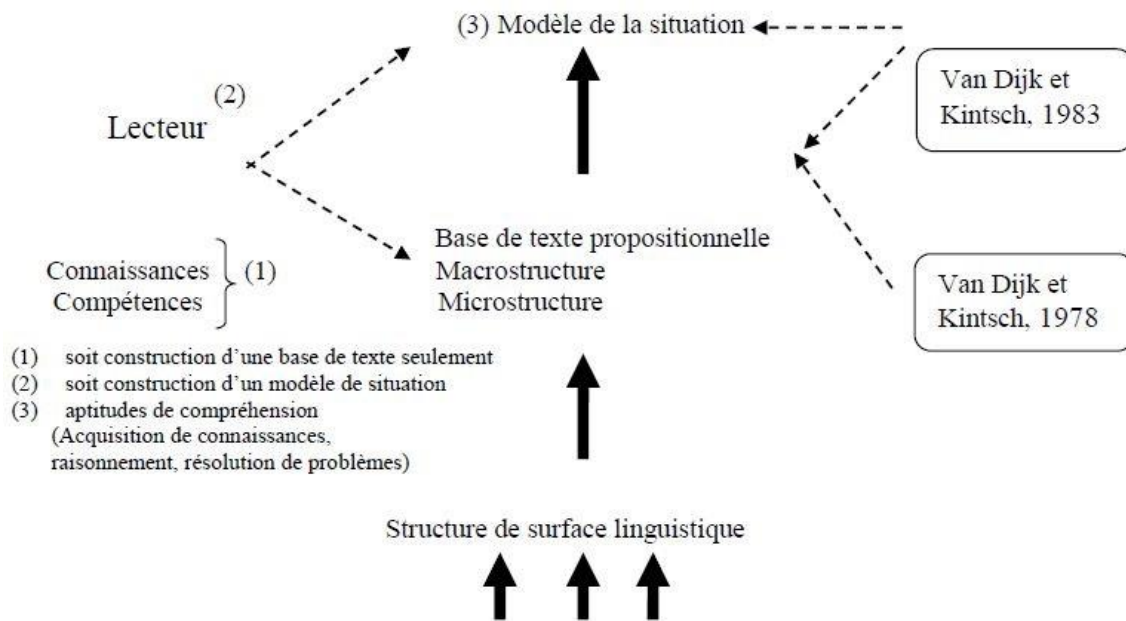 (3) Modèle de la situation
Van Dijk et
Kintsch, 1983
(2)
Lecteur
Base de texte propositionnelle
Macrostructure
Microstructure
Connaissances
Compétences
(1)
Van Dijk et
Kintsch, 1978
(1) soit construction d'une base de texte seulement
(2) soit construction d'un modèle de situation
(3) aptitudes de compréhension
(Acquisition de connaissances,
raisonnement, résolution de problèmes)
Structure de surface linguistique